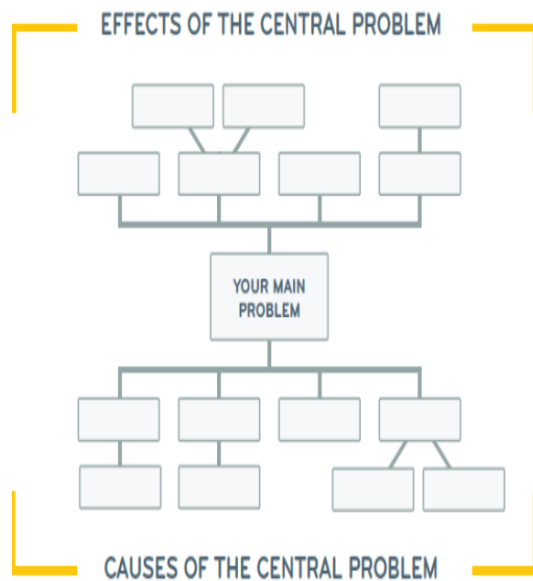 EFFECTS OF THE CENTRAL PROBLEM
YOUR MAIN
PROBLEM
CAUSES OF THE CENTRAL PROBLEM